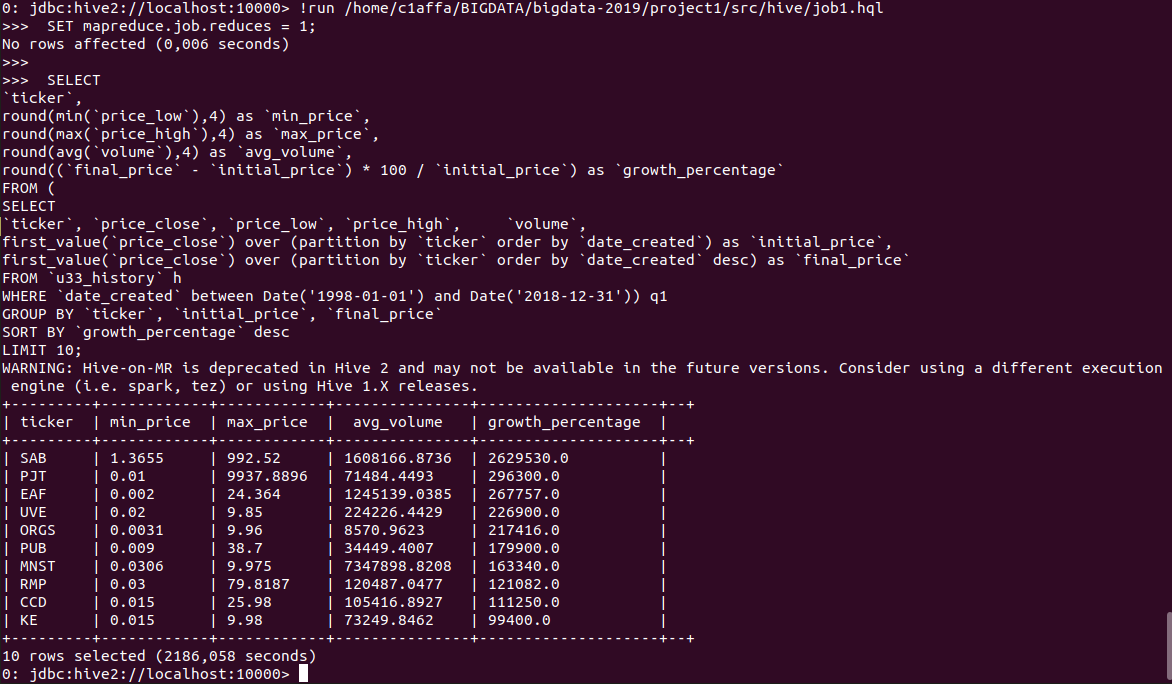 0: jdbc:hive2://localhost:10000> !run /home/c1affa/BIGDATA/bigdata-2019/project1/src/hive/job1.hql
>>>  SET mapreduce.job.reduces = 1;
No rows affected (0,006 seconds)
>>>
>>>  SELECT
`ticker`,
round(min(`price_low`),4) as `min_price`,
round(max(`price_high`),4) as `max_price`,
round(avg(`volume`),4) as `avg_volume`,
round((`final_price` - `initial_price`) * 100 / `initial_price`) as `growth_percentage`
FROM (
SELECT
`ticker`, `price_close`, `price_low`, `price_high`,     `volume`,
first_value(`price_close`) over (partition by `ticker` order by `date_created`) as `initial_price`,
first_value(`price_close`) over (partition by `ticker` order by `date_created` desc) as `final_price`
FROM `u33_history` h
WHERE `date_created` between Date('1998-01-01') and Date('2018-12-31')) q1
GROUP BY `ticker`, `initial_price`, `final_price`
SORT BY `growth_percentage` desc
LIMIT 10;
WARNING: Hive-on-MR is deprecated in Hive 2 and may not be available in the future versions. Consider using a different execution
 engine (i.e. spark, tez) or using Hive 1.X releases.
+---------+------------+------------+---------------+--------------------+--+
| ticker  | min_price  | max_price  |  avg_volume   | growth_percentage  |
+---------+------------+------------+---------------+--------------------+--+
| SAB     | 1.3655     | 992.52     | 1608166.8736  | 2629530.0          |
| PJT     | 0.01       | 9937.8896  | 71484.4493    | 296300.0           |
| EAF     | 0.002      | 24.364     | 1245139.0385  | 267757.0           |
| UVE     | 0.02       | 9.85       | 224226.4429   | 226900.0           |
| ORGS    | 0.0031     | 9.96       | 8570.9623     | 217416.0           |
| PUB     | 0.009      | 38.7       | 34449.4007    | 179900.0           |
| MNST    | 0.0306     | 9.975      | 7347898.8208  | 163340.0           |
| RMP     | 0.03       | 79.8187    | 120487.0477   | 121082.0           |
| CCD     | 0.015      | 25.98      | 105416.8927   | 111250.0           |
| KE      | 0.015      | 9.98       | 73249.8462    | 99400.0            |
+---------+------------+------------+---------------+--------------------+--+
10 rows selected (2186,058 seconds)
0: jdbc:hive2://localhost:10000>